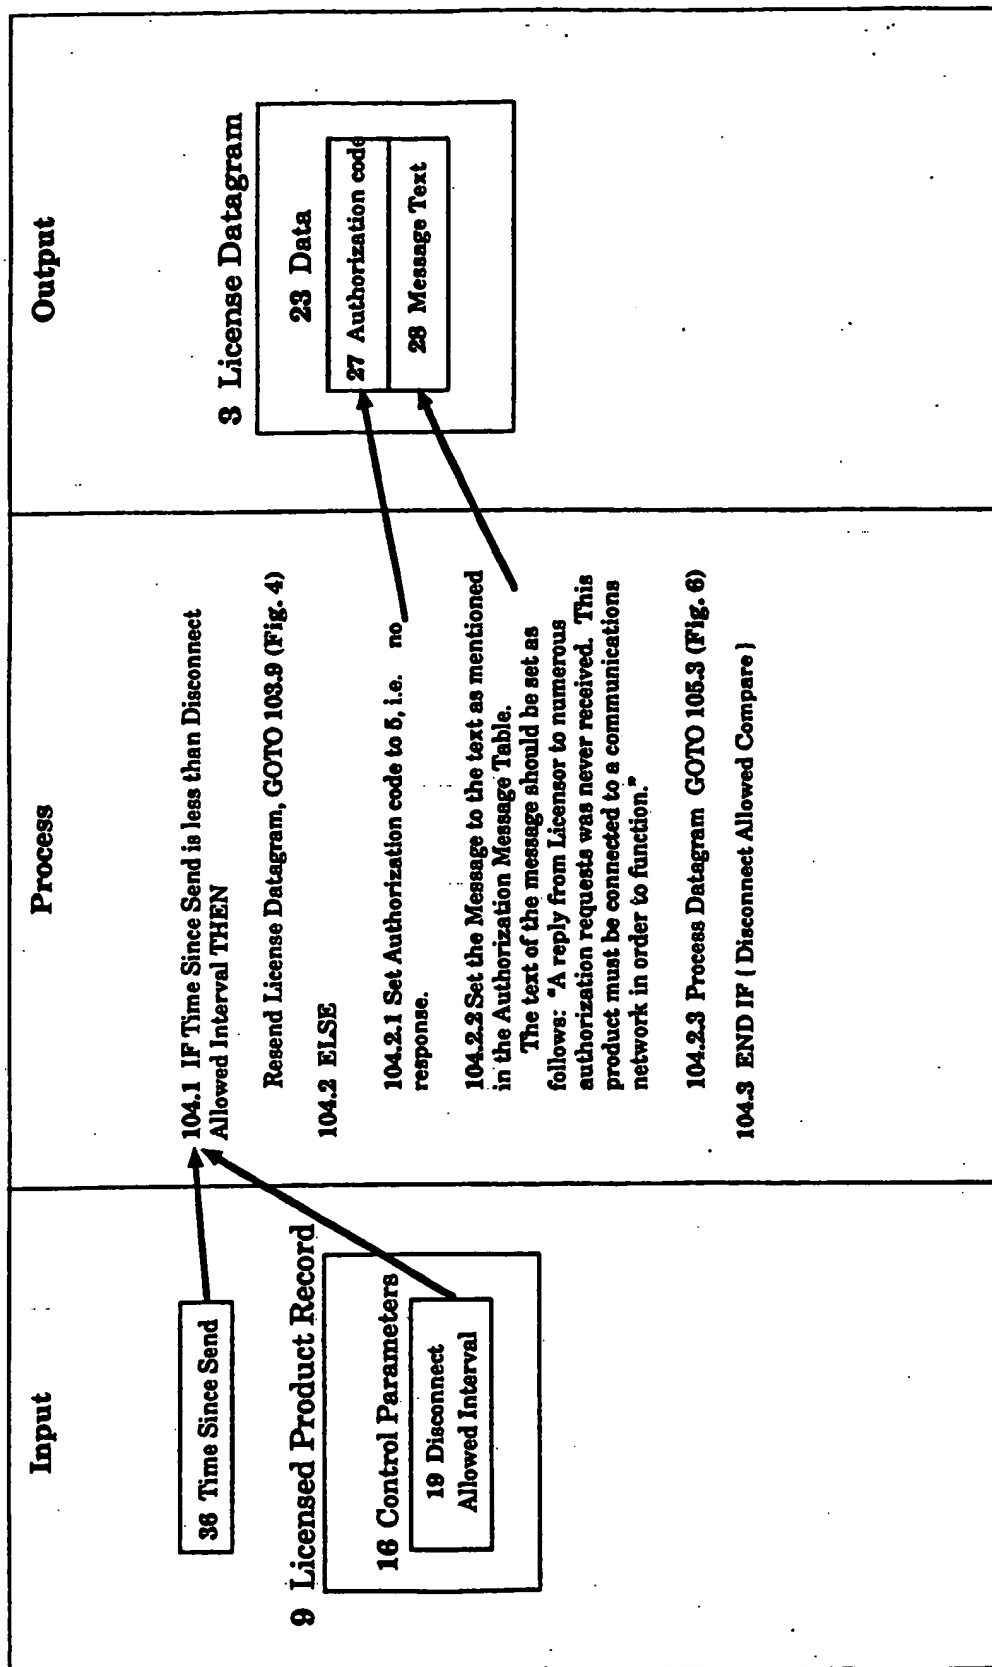 Input
36 Time Since Send
9 Licensed Product Record
16 Control Parameters
19 Disconnect
Allowed Interval
Process
104.1 IF Time Since Send is less than Disconnect
Allowed Interval THEN
Resend License Datagram, GOTO 103.9 (Fig. 4)
104.2 ELSE
104.2.1 Set Authorization code to 5, i.e. no
response.
104.2.2 Set the Message to the text as mentioned
in the Authorization Message Table.
The text of the message should be set as
follows: "A reply from Licensor to numerous
authorization requests was never received. This
product must be connected to a communications
network in order to function."
104.2.3 Process Datagram GOTO 105.3 (Fig. 6)
104.3 END IF { Disconnect Allowed Compare }
Output
3 License Datagram
23 Data
27 Authorization code
28 Message Text